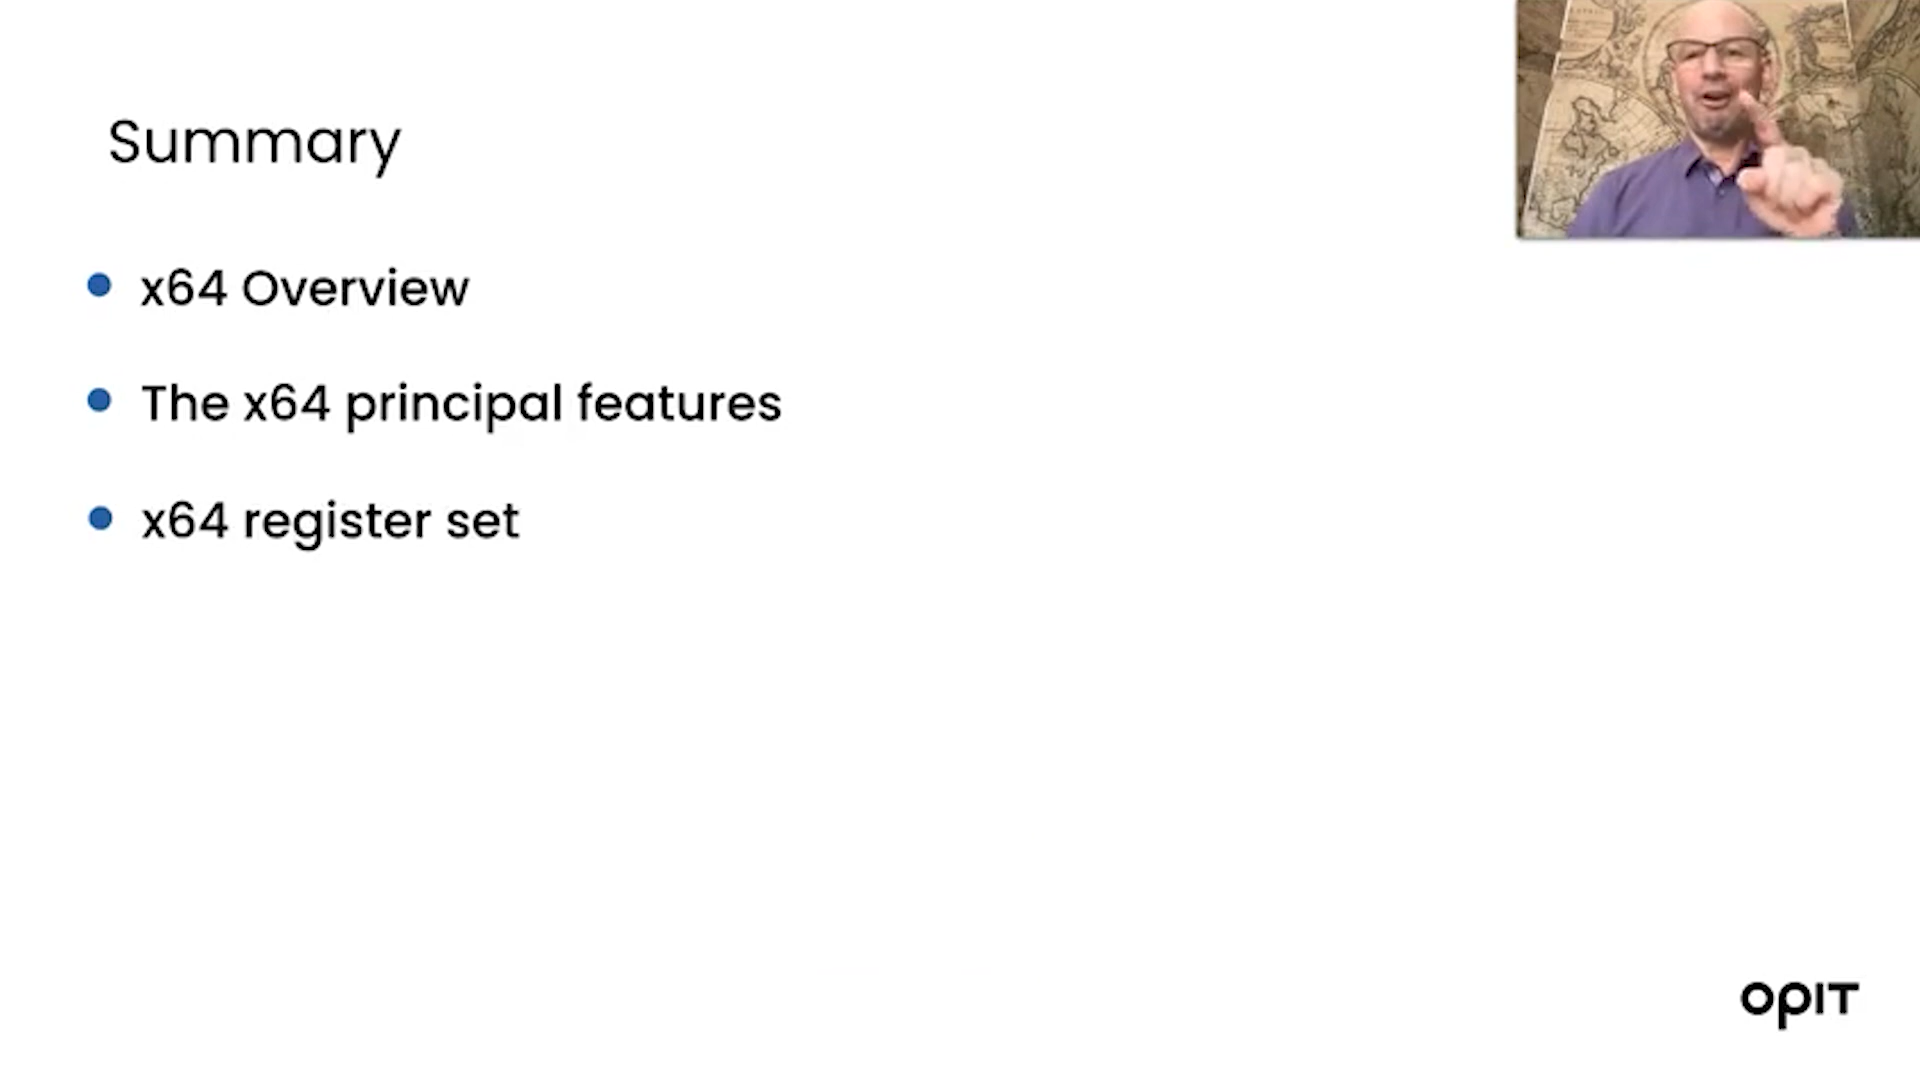 Summary
x64 Overview
The x64 principal features
x64 register set
OPIT